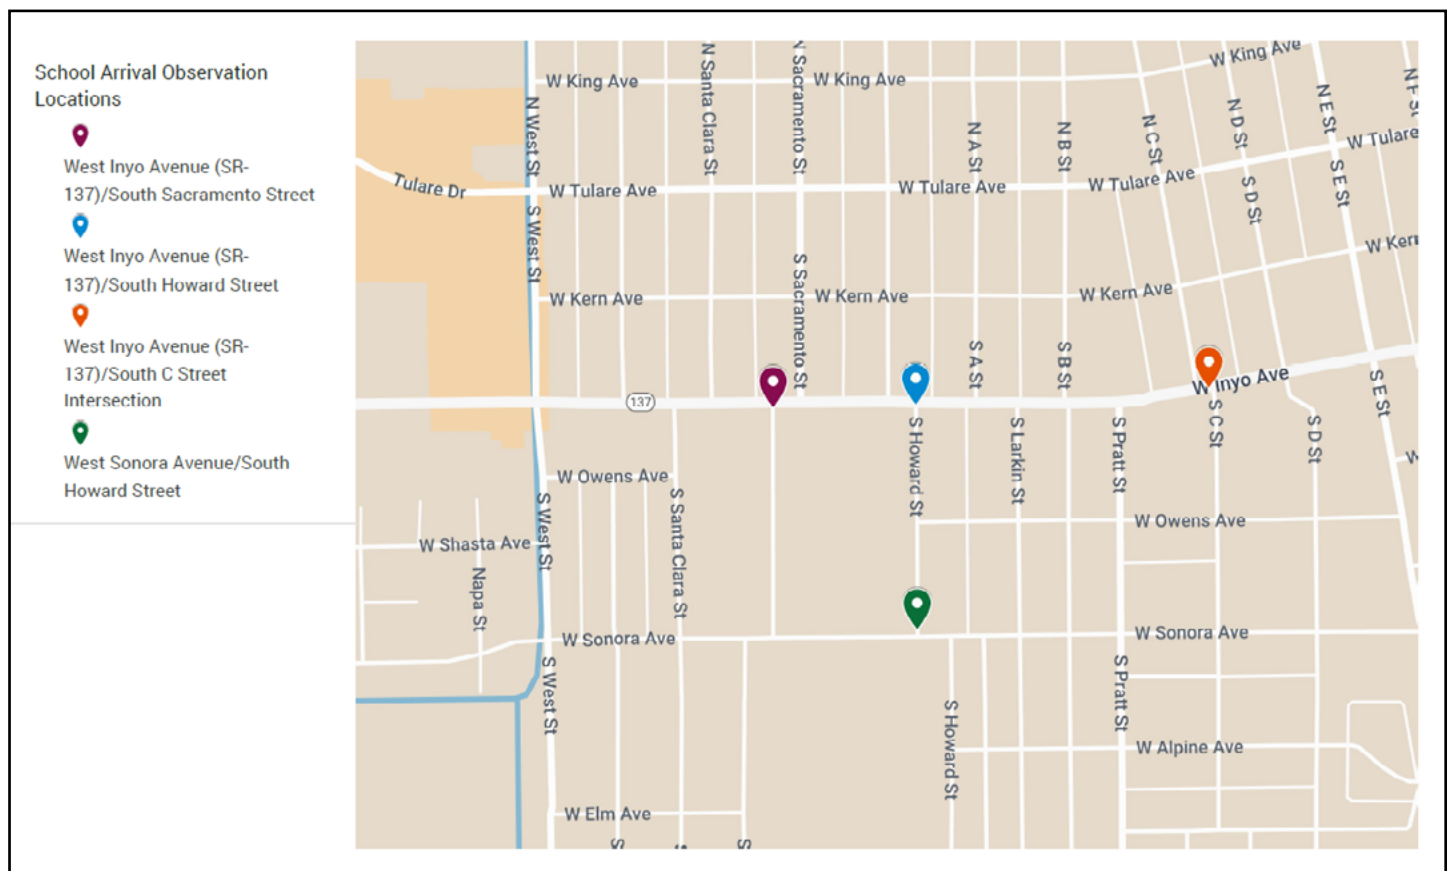 School Arrival Observation
Locations
West Inyo Avenue (SR-
137)/South Sacramento Street
West Inyo Avenue (SR-
137)/South Howard Street
West Inyo Avenue (SR-
137)/South C Street
Intersection
West Sonora Avenue/South
Howard Street
W King Ave
W King Ave
W King Ave
N West St
N Santa Clara St
N Sacramento St
N A St
N B St
N C St
N D St
N E St
N F St
Tulare Dr
W Tulare Ave
W Tulare Ave
W Tulare Ave
W Tulare
S West St
S Sacramento St
S D St
S E St
W Kern Ave
W Kern Ave
W Kern Ave
W Kern
S A St
S B St
137
W Inyo Ave
S E St
S Howard St
S Larkin St
S Pratt St
S C St
S D St
W
W Owens Ave
W Owens Ave
S West St
S Santa Clara St
W Shasta Ave
Napa St
W Sonora Ave
W Sonora Ave
S West St
S Howard St
S Pratt St
W Alpine Ave
W Elm Ave
S
S
S